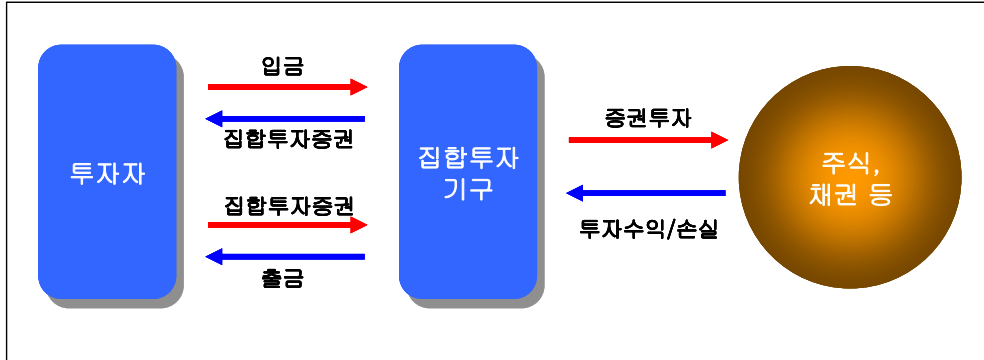 입금
집합투자증권
투자자
집합투자증권
출금
집합투자
기구
증권투자
투자수익/손실
주식,
채권 등